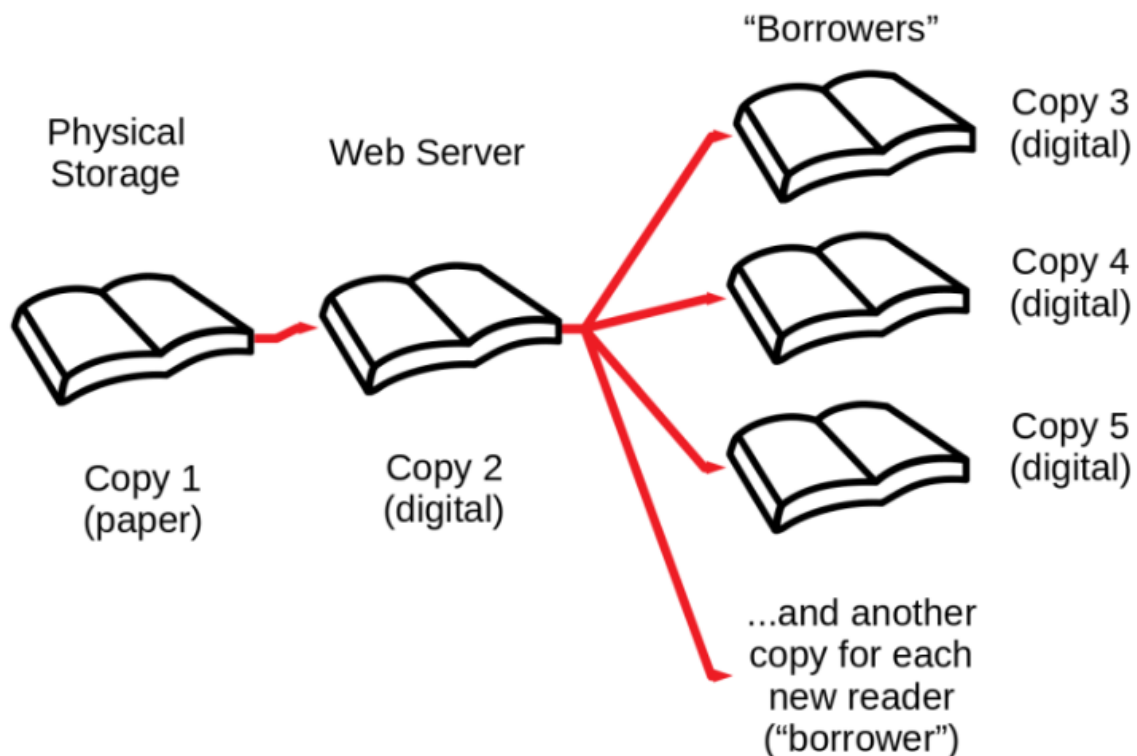 Physical
Storage
Copy 1
(paper)
Web Server
Copy 2
(digital)
“Borrowers”
Copy 3
(digital)
Copy 4
(digital)
Copy 5
(digital)
...and another
copy for each
new reader
(“borrower”)